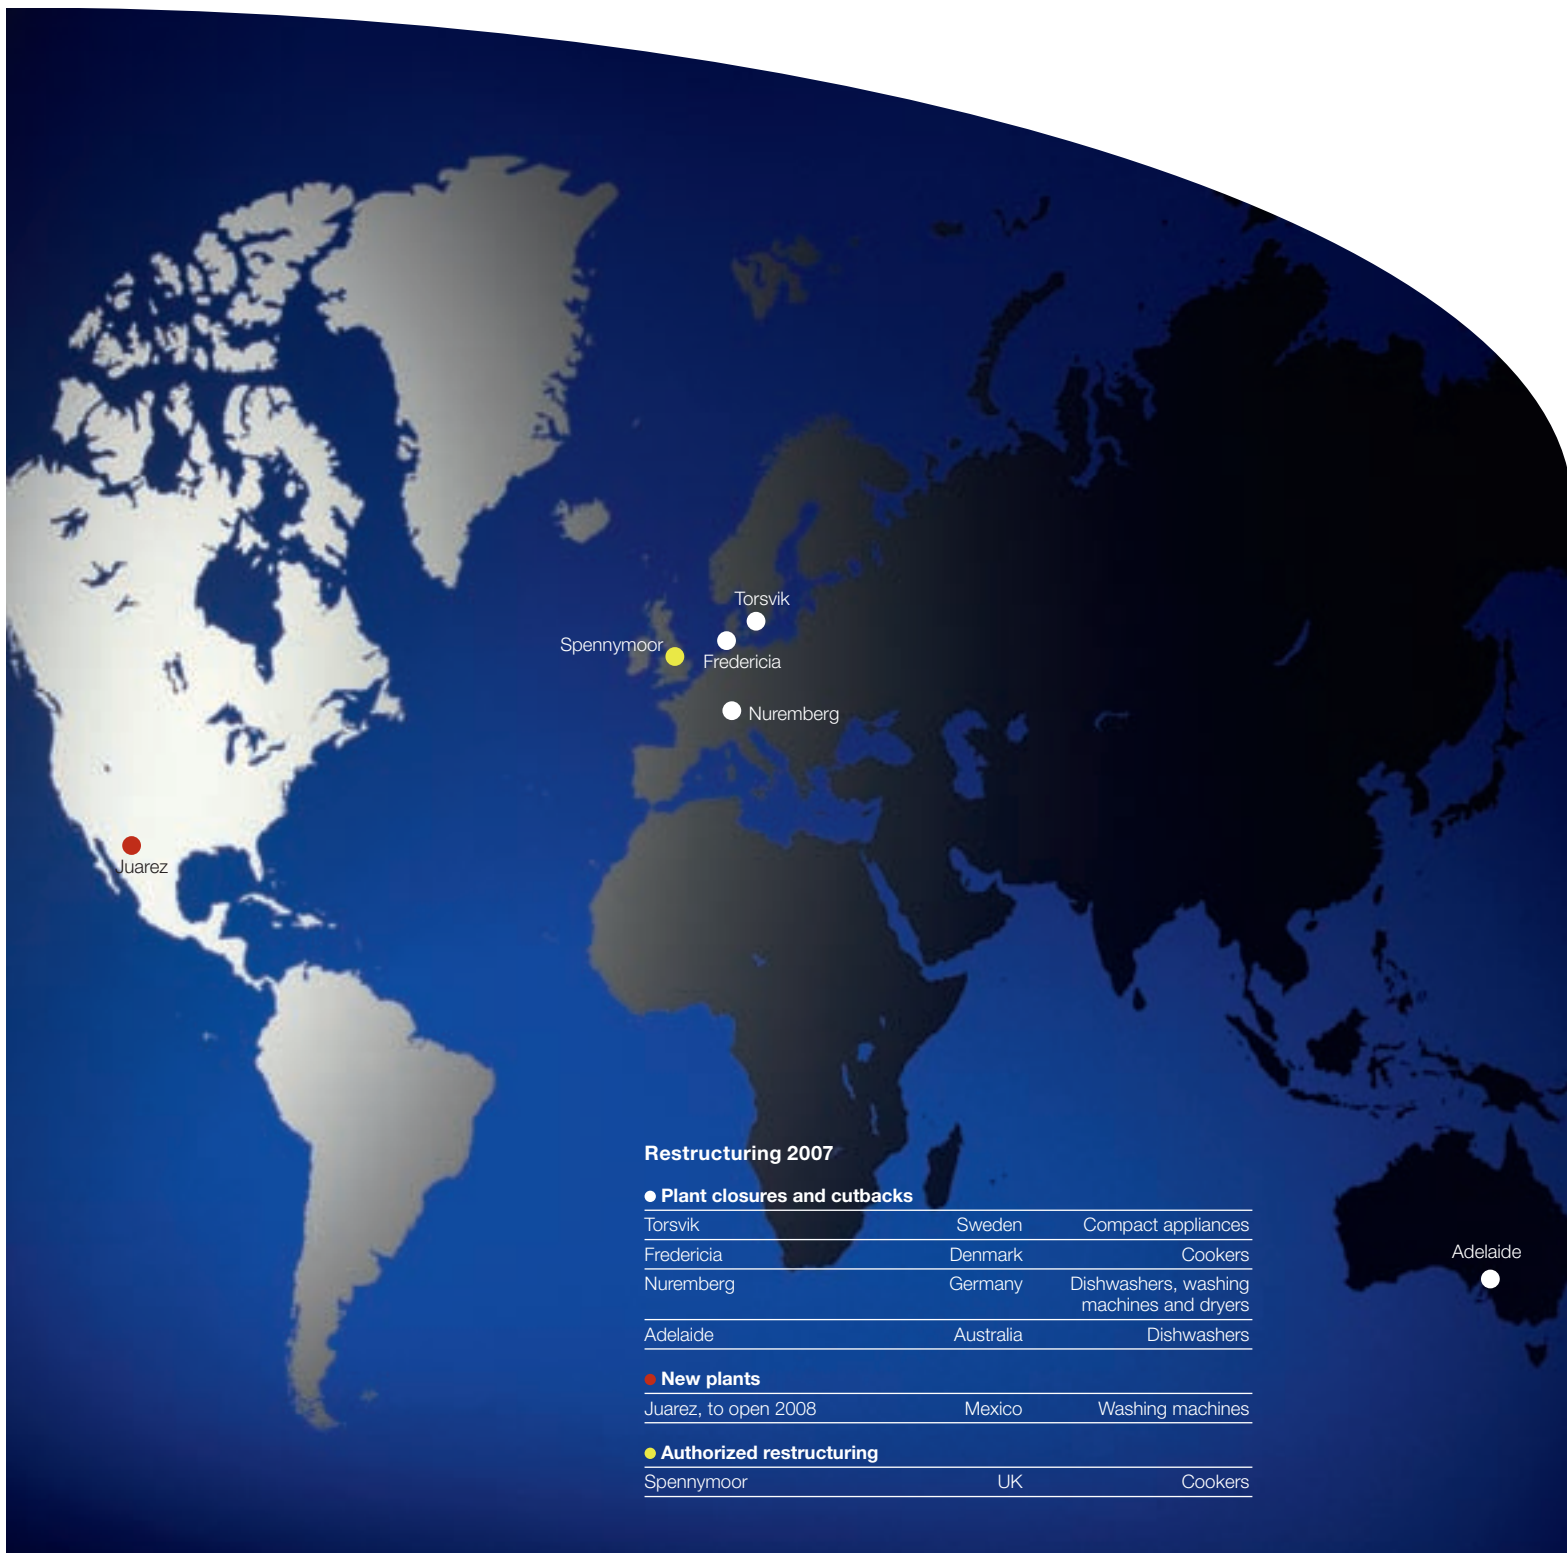 Torsvik
Spennymoor
Fredericia
Nuremberg
Juarez
Restructuring 2007
Plant closures and cutbacks
Torsvik Sweden Compact appliances
Fredericia Denmark Cookers
Nuremberg Germany Dishwashers, washing
machines and dryers
Adelaide Australia Dishwashers
New plants
Juarez, to open 2008 Mexico Washing machines
Authorized restructuring
Spennymoor UK Cookers
Adelaide